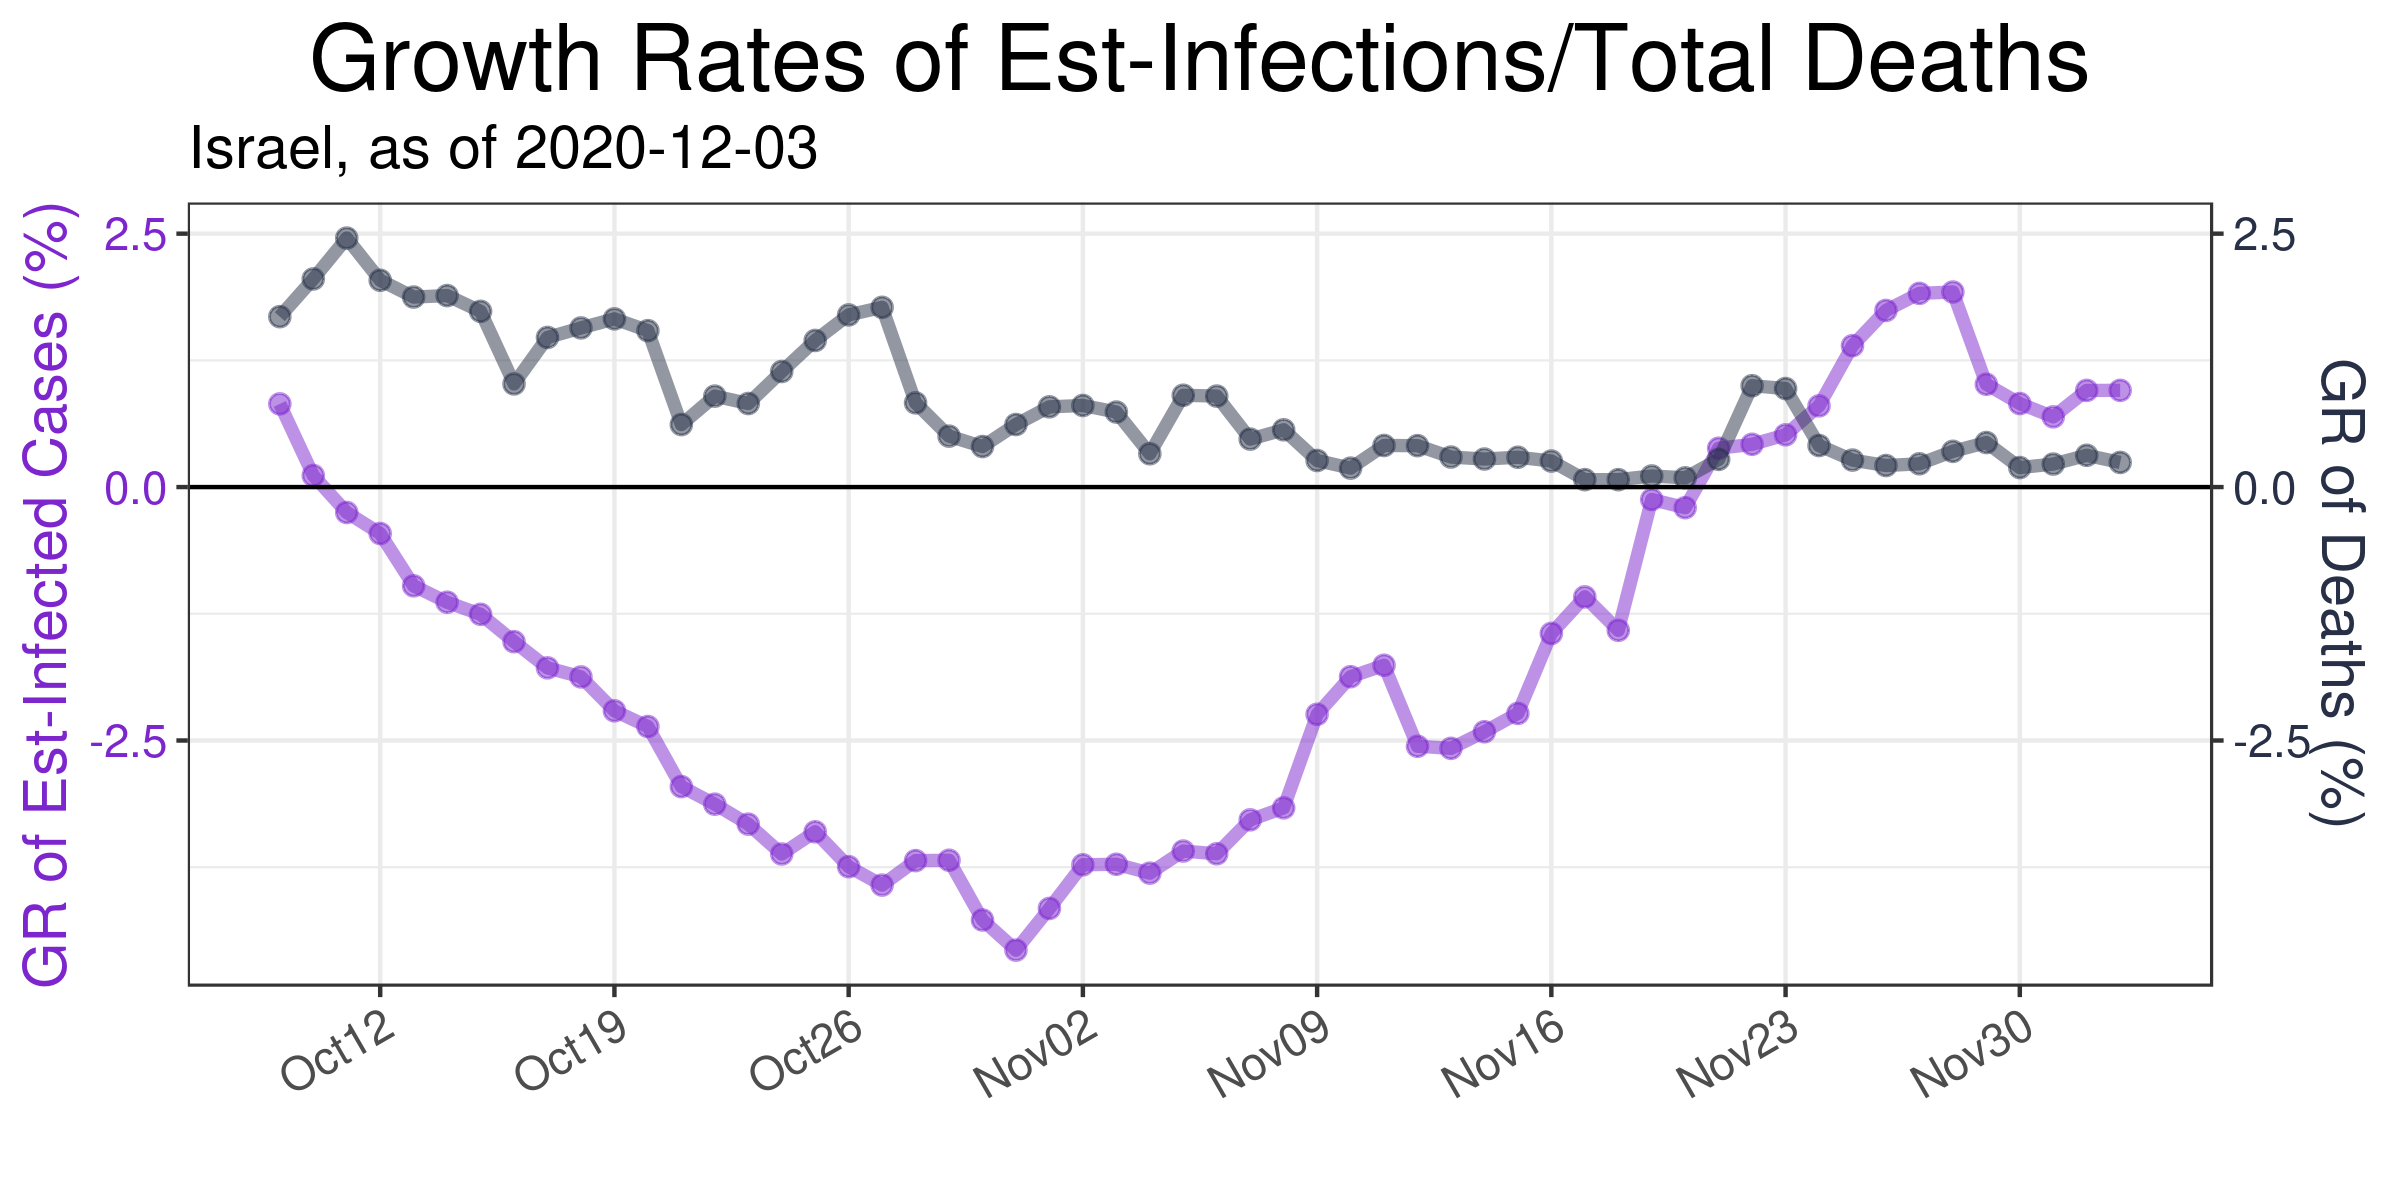 Growth Rates of Est-Infections/Total Deaths
Israel, as of 2020-12-03
GR of Est-Infected Cases (%)
2.5
0.0
-2.5
2.5
0.0
-2.5
GR of Deaths (%)
Oct12
Oct19
Oct26
Nov02
Nov09
Nov16
Nov23
Nov30